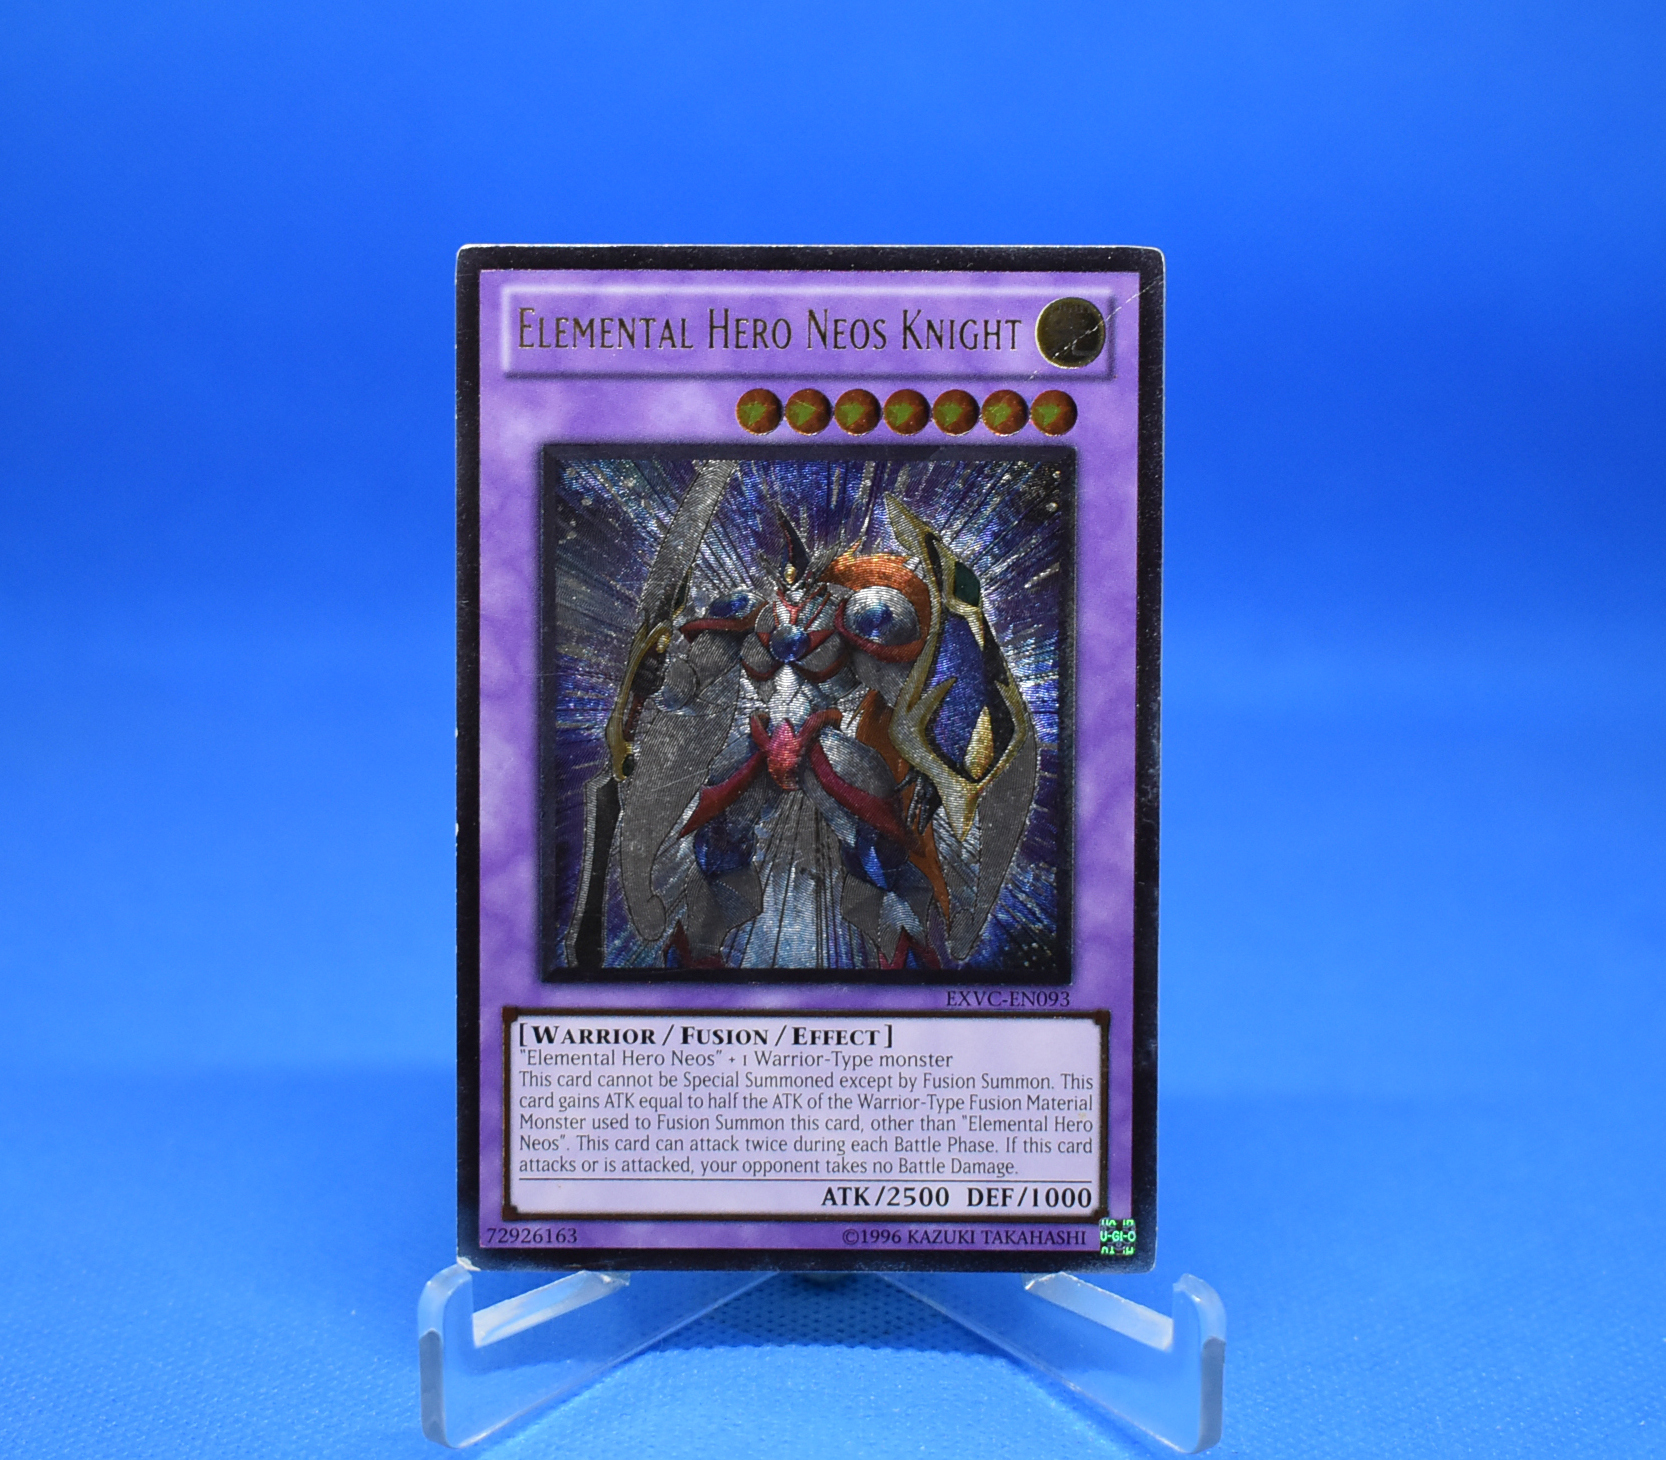 Elemental Hero Neos Knight
EXVC-EN093
[Warrior / Fusion / Effect]
"Elemental Hero Neos" + 1 Warrior-Type monster
This card cannot be Special Summoned except by Fusion Summon. This
card gains ATK equal to half the ATK of the Warrior-Type Fusion Material
Monster used to Fusion Summon this card, other than "Elemental Hero
Neos". This card can attack twice during each Battle Phase. If this card
attacks or is attacked, your opponent takes no Battle Damage.
ATK/2500 DEF/1000
72926163 ©1996 KAZUKI TAKAHASHI
U-GI-O